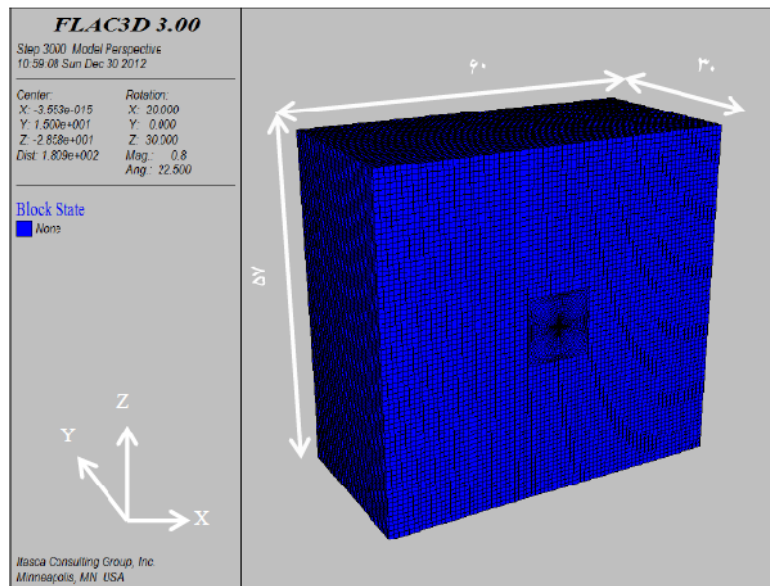 FLAC3D 3.00
Step 3000 Model Perspective
10:59:08 Sun Dec 30 2012
Center:
X: -3.553e-015
Y: 1.500e+001
Z: -2.858e+001
Dist: 1.809e+002
Rotation:
X: 20.000
Y: 0.000
Z: 30.000
Mag.: 0.8
Ang.: 22.500
Block State
None
Z
Y
X
Itasca Consulting Group, Inc.
Minneapolis, MN USA
۶۰
۳۰
۵۷